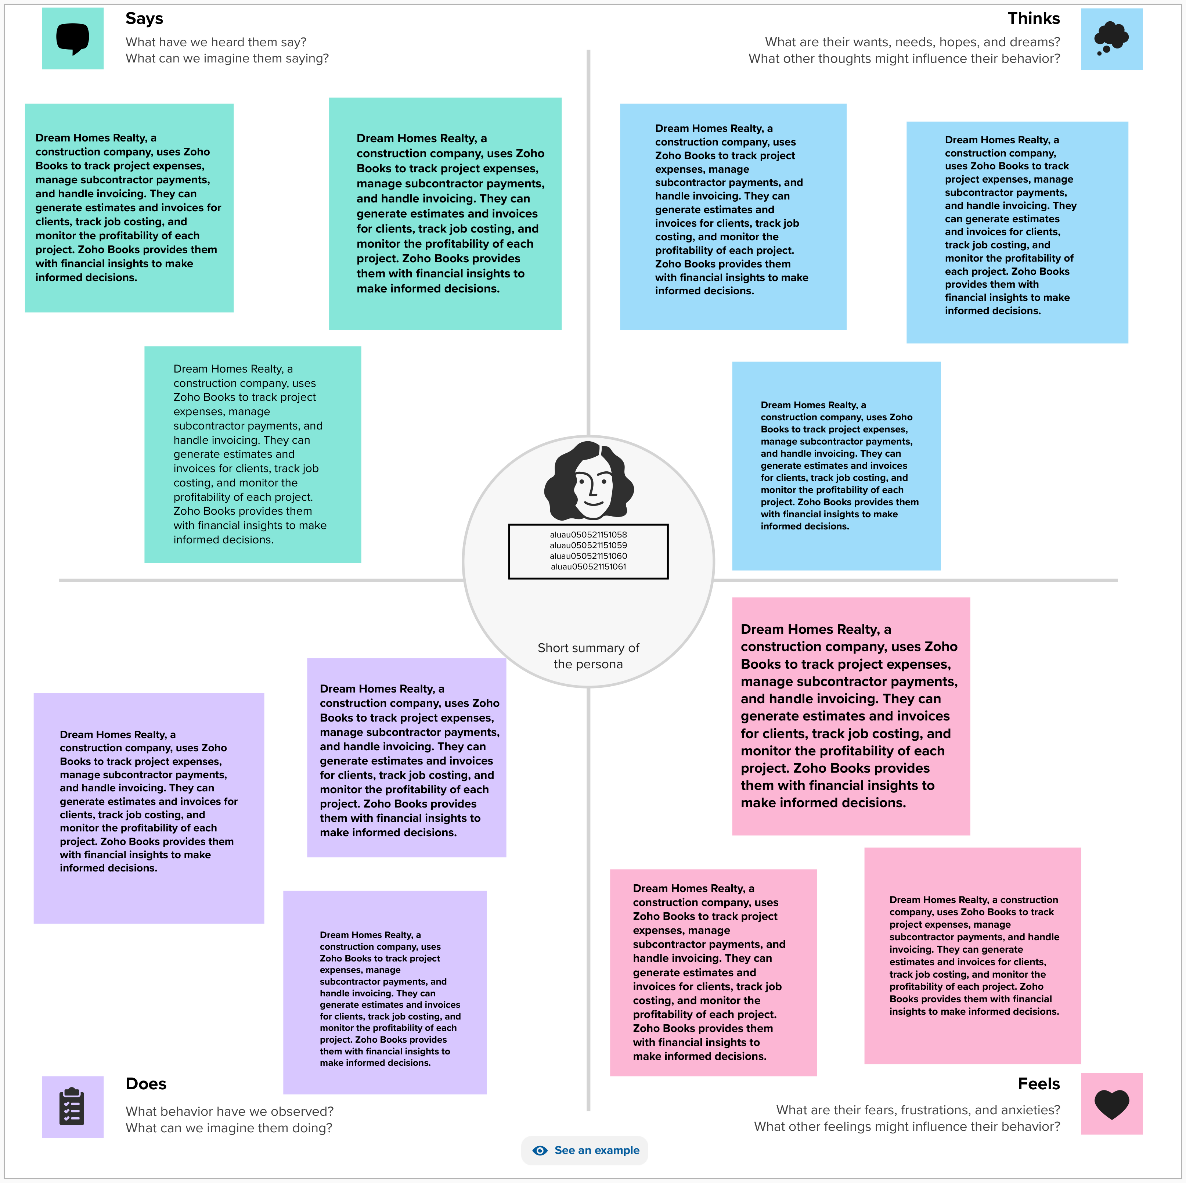 Says
What have we heard them say?
What can we imagine them saying?
Thinks
What are their wants, needs, hopes, and dreams?
What other thoughts might influence their behavior?
Dream Homes Realty, a
construction company, uses Zoho
Books to track project expenses,
manage subcontractor payments,
and handle invoicing. They can
generate estimates and invoices for
clients, track job costing, and
monitor the profitability of each
project. Zoho Books provides them
with financial insights to make
informed decisions.
Dream Homes Realty, a
construction company, uses Zoho
Books to track project expenses,
manage subcontractor payments,
and handle invoicing. They can
generate estimates and invoices
for clients, track job costing, and
monitor the profitability of each
project. Zoho Books provides
them with financial insights to
make informed decisions.
Dream Homes Realty, a
construction company, uses
Zoho Books to track project
expenses, manage
subcontractor payments, and
handle invoicing. They can
generate estimates and
invoices for clients, track job
costing, and monitor the
profitability of each project.
Zoho Books provides them
with financial insights to make
informed decisions.
Dream Homes Realty, a
construction company, uses
Zoho Books to track project
expenses, manage
subcontractor payments, and
handle invoicing. They can
generate estimates and
invoices for clients, track job
costing, and monitor the
profitability of each project.
Zoho Books provides them
with financial insights to make
informed decisions.
Dream Homes Realty, a
construction company,
uses Zoho Books to track
project expenses, manage
subcontractor payments, and
handle invoicing. They
can generate estimates
and invoices for clients,
track job costing, and
monitor the profitability of
each project. Zoho Books
provides them with
financial insights to make
informed decisions.
Dream Homes Realty, a
construction company, uses Zoho
Books to track project expenses,
manage subcontractor payments,
and handle invoicing. They can
generate estimates and invoices
for clients, track job costing, and
monitor the profitability of each
project. Zoho Books provides them
with financial insights to make
informed decisions.
aluau050521151058
aluau050521151059
aluau050521151060
aluau050521151061
Short summary of
the persona
Dream Homes Realty, a
construction company, uses Zoho
Books to track project expenses,
manage subcontractor payments,
and handle invoicing. They can
generate estimates and invoices for
clients, track job costing, and
monitor the profitability of each
project. Zoho Books provides them
with financial insights to make
informed decisions.
Dream Homes Realty, a
construction company, uses Zoho
Books to track project expenses,
manage subcontractor payments,
and handle invoicing. They can
generate estimates and invoices
for clients, track job costing, and
monitor the profitability of each
project. Zoho Books provides
them with financial insights to
make informed decisions.
Dream Homes Realty, a
construction company, uses
Zoho Books to track project
expenses, manage
subcontractor payments, and
handle invoicing. They can
generate estimates and invoices
for clients, track job costing, and
monitor the profitability of each
project. Zoho Books provides
them with financial insights to
make informed decisions.
Dream Homes Realty, a
construction company, uses Zoho
Books to track project expenses,
manage subcontractor payments,
and handle invoicing. They can
generate estimates and invoices
for clients, track job costing, and
monitor the profitability of each
project. Zoho Books provides
them with financial insights to
make informed decisions.
Dream Homes Realty, a
construction company, uses
Zoho Books to track project
expenses, manage
subcontractor payments, and
handle invoicing. They can
generate estimates and
invoices for clients, track job
costing, and monitor the
profitability of each project.
Zoho Books provides them
with financial insights to
make informed decisions.
Dream Homes Realty, a construction
company, uses Zoho Books to track
project expenses, manage
subcontractor payments, and handle
invoicing. They can generate
estimates and invoices for clients,
track job costing, and monitor the
profitability of each project. Zoho
Books provides them with financial
insights to make informed decisions.
Does
What behavior have we observed?
What can we imagine them doing?
Feels
What are their fears, frustrations, and anxieties?
What other feelings might influence their behavior?
See an example